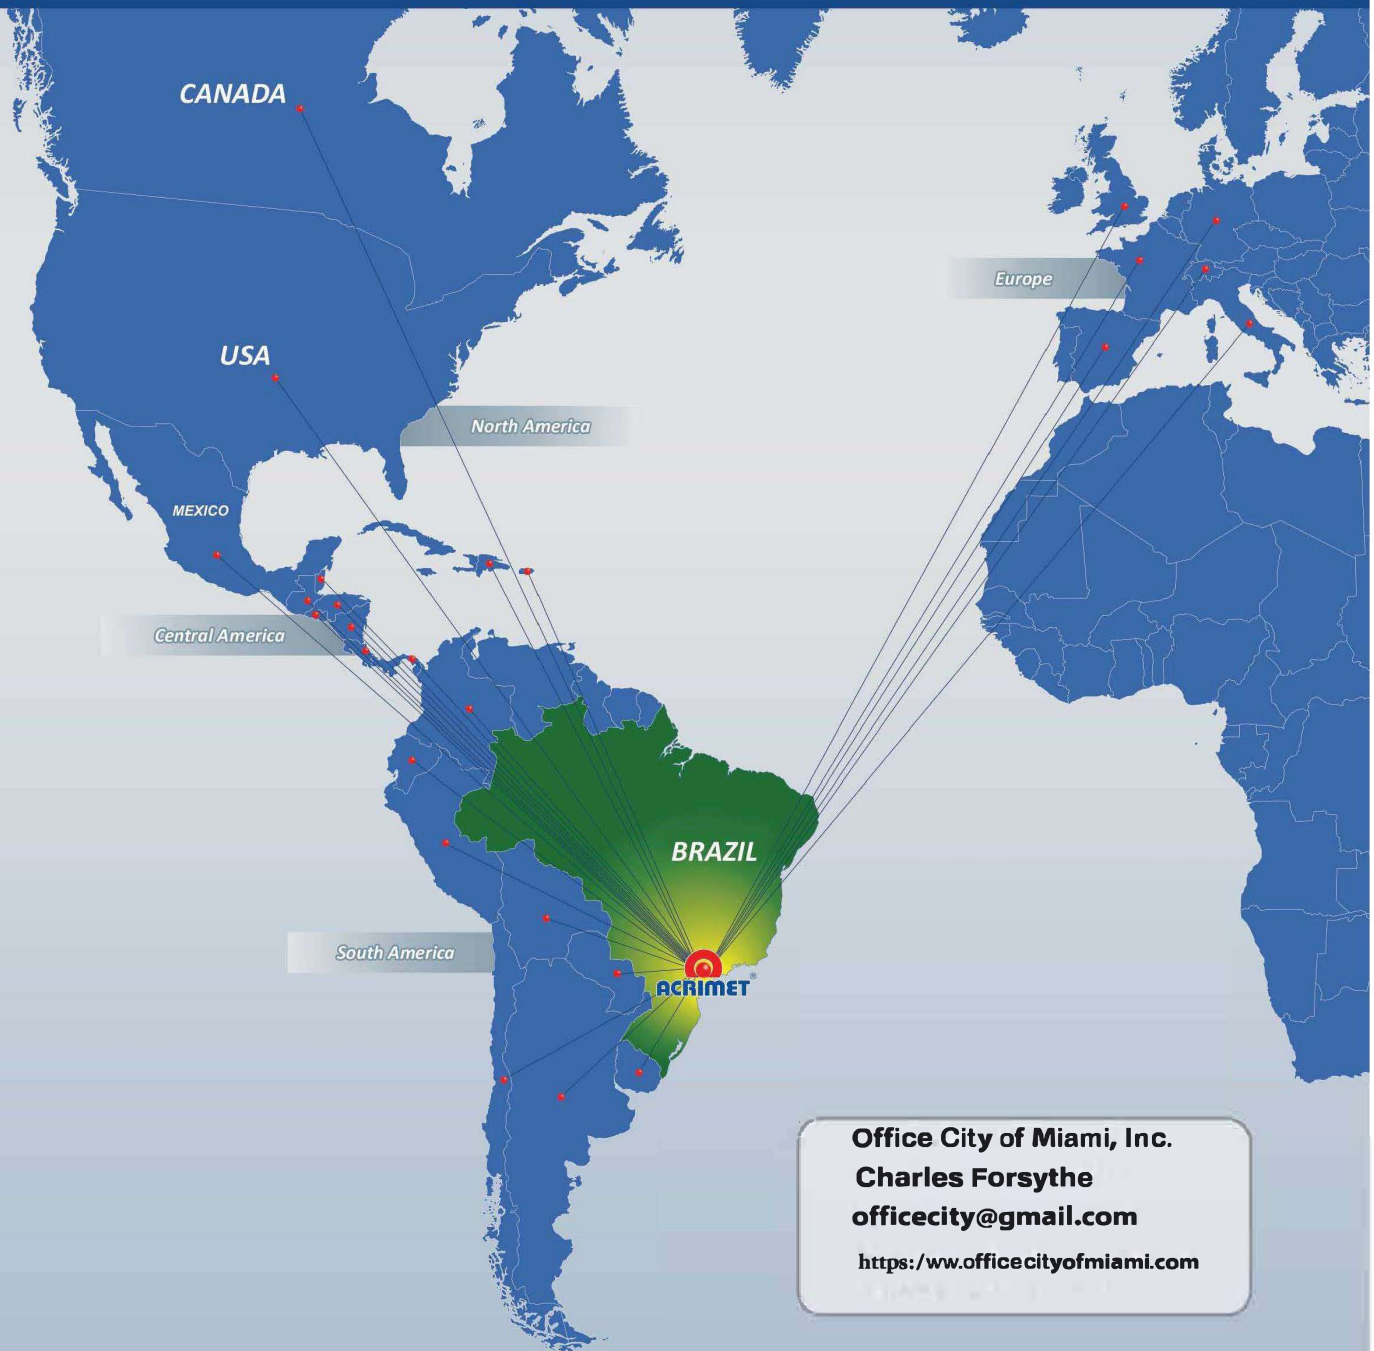 CANADA
USA
Europe
North America
MEXICO
Central America
BRAZIL
South America
ACRIMET®
Office City of Miami, Inc.
Charles Forsythe
officecity@gmail.com
https:/ww.officecityofmiami.com